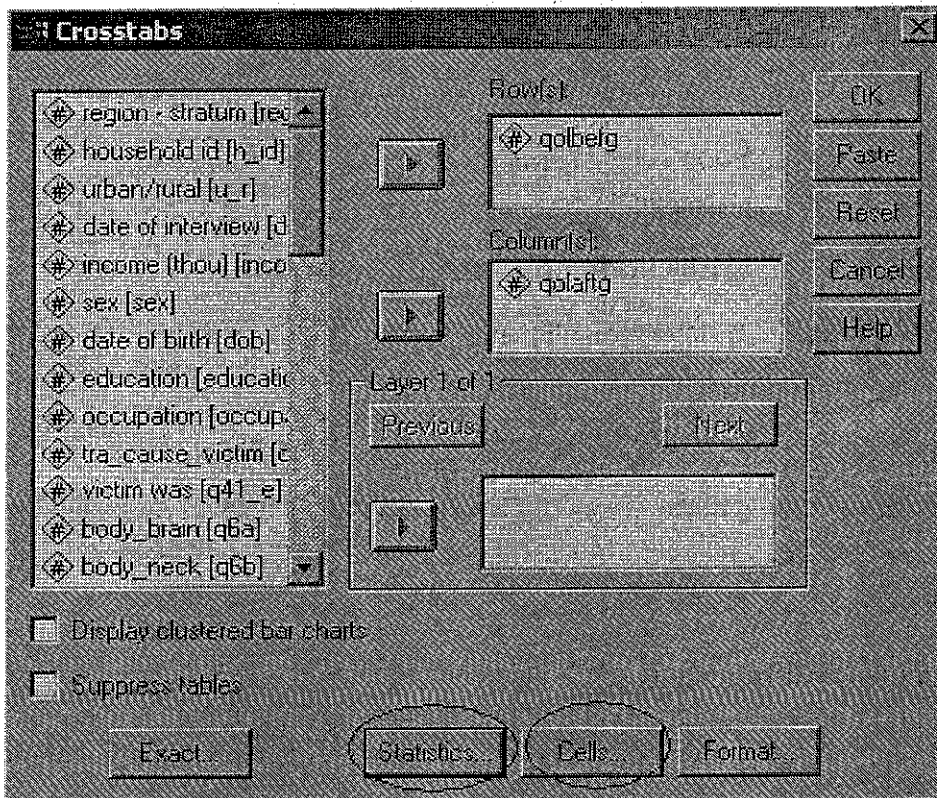 Crosstabs
region - stratum [reg
household id [h_id]
urban/rural [u_r]
date of interview [d
income (thou) [inco
sex [sex]
date of birth [dob]
education [educatio
occupation [occupa
tra_cause_victim [c
victim was [q41_e]
body_brain [q6a]
body_neck [q6b]
Row(s):
qolbefg
Column(s):
qolaftg
Layer 1 of 1
Previous
Next
OK
Paste
Reset
Cancel
Help
Display clustered bar charts
Suppress tables
Exact...
Statistics...
Cells...
Format...